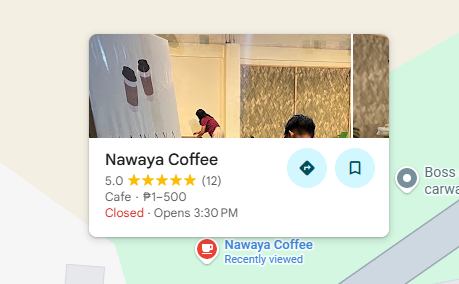 Nawaya Coffee
5.0 ★★★★★ (12)
Cafe · ₱1–500
Closed · Opens 3:30 PM
Boss
carwa
Nawaya Coffee
Recently viewed